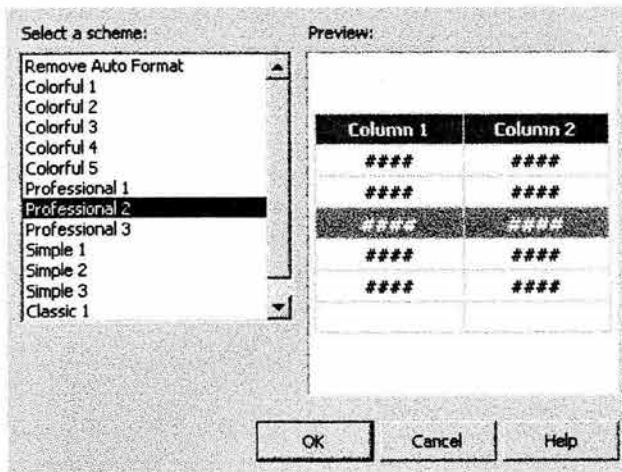 Select a scheme:
Remove Auto Format
Colorful 1
Colorful 2
Colorful 3
Colorful 4
Colorful 5
Professional 1
Professional 2
Professional 3
Simple 1
Simple 2
Simple 3
Classic 1
Preview:
Column 1 Column 2
#### ####
#### ####
#### ####
#### ####
#### ####
OK Cancel Help